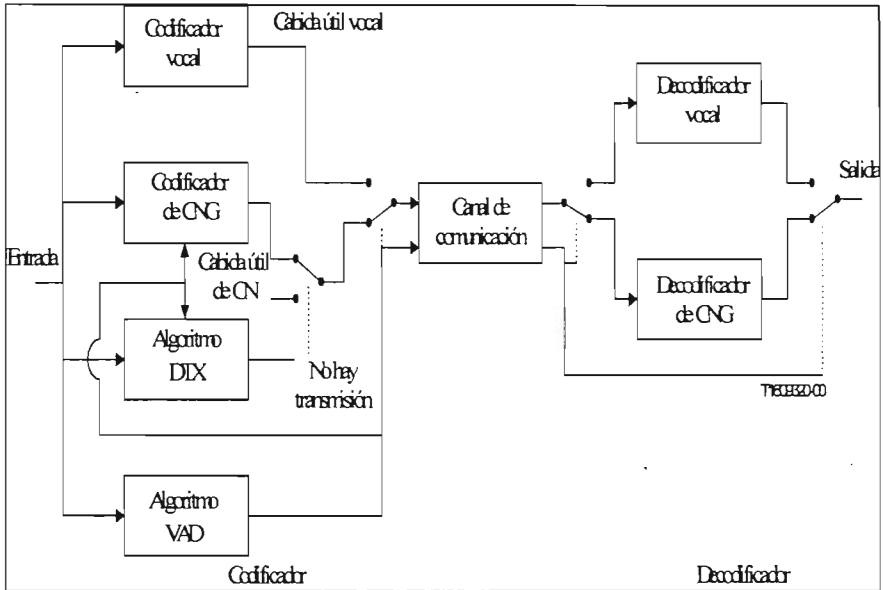 Codificador
vocal
Cabida útil vocal
Decodificador
vocal
Codificador
de CNG
Salida
Canal de
comunicación
Entrada
Cabida útil
de CN
Decodificador
de CNG
Algoritmo
DTX
No hay
transmisión
Algoritmo
VAD
Codificador
Decodificador